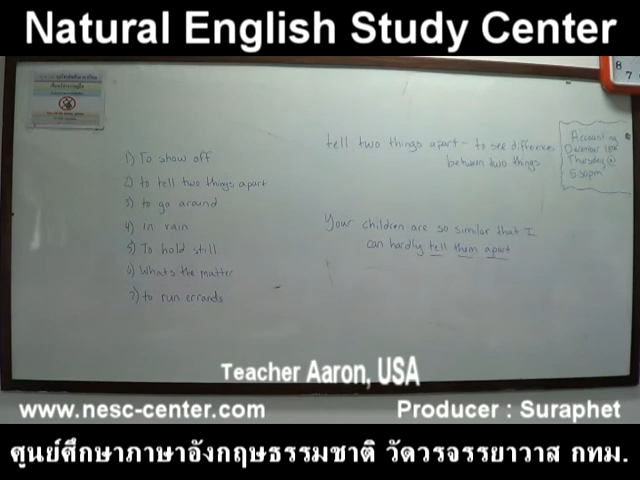 Natural English Study Center
8
7
1) To show off
2) to tell two things apart
3) to go around
4) in vain
5) To hold still
6) What's the matter
7) to run errands
tell two things apart - to see differences
between two things
Your children are so similar that I
can hardly tell them apart
Accounting
December
Thursday @
5:30pm
Teacher Aaron, USA
www.nesc-center.com
Producer : Suraphet
ศูนย์ศึกษาภาษาอังกฤษธรรมชาติ วัดวรจรรยาวาส กทม.